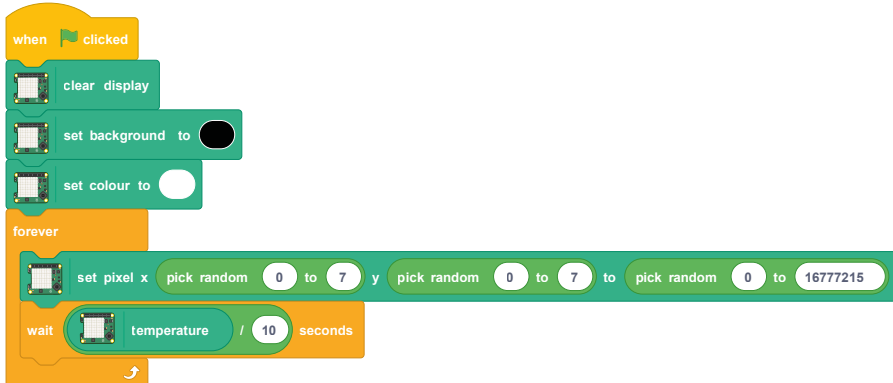 when clicked
clear display
set background to
set colour to
forever
set pixel x pick random 0 to 7 y pick random 0 to 7 to pick random 0 to 16777215
wait temperature / 10 seconds